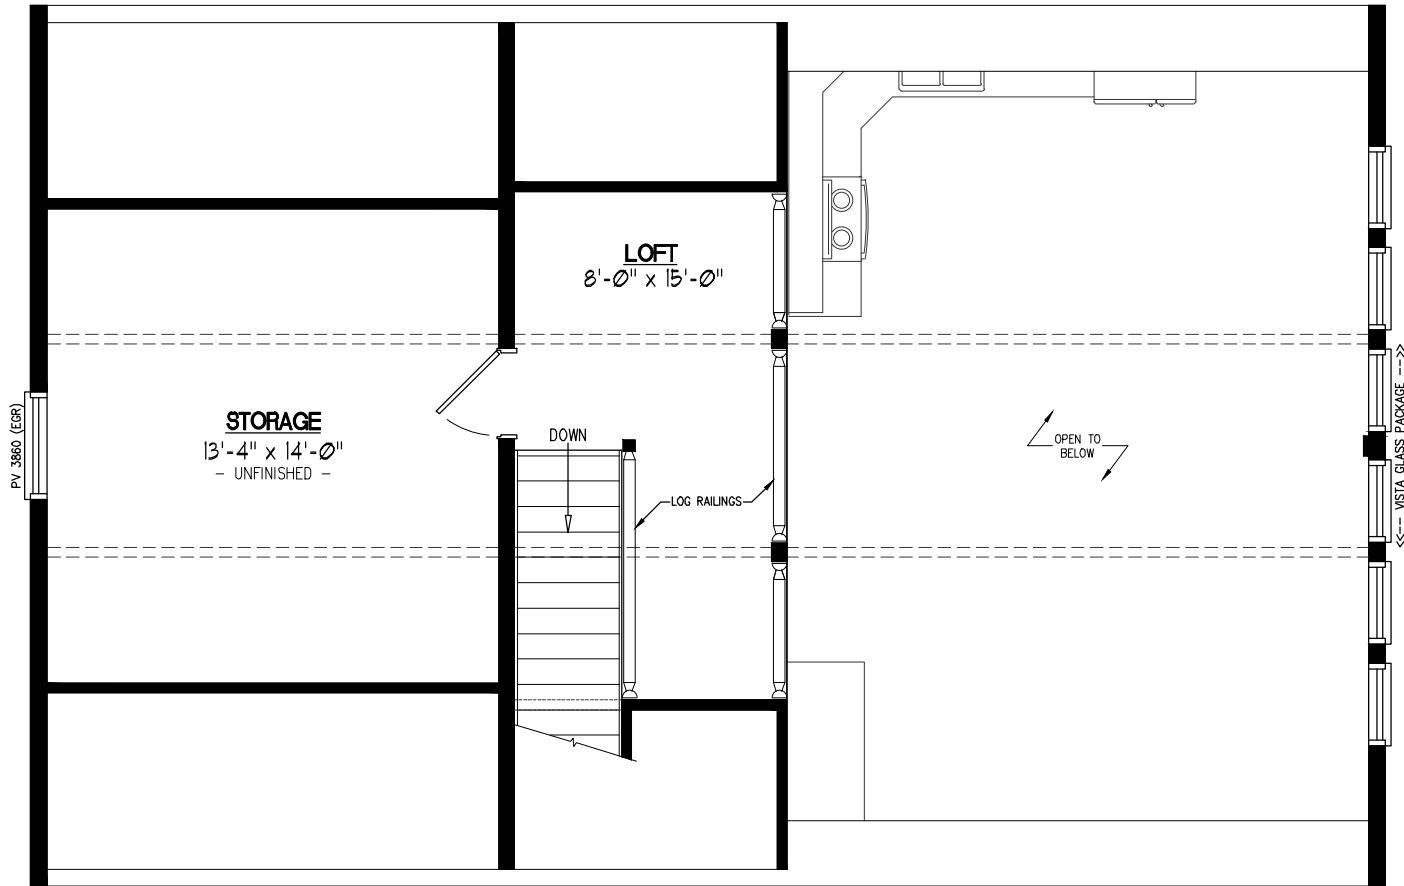 LOFT
8'-0" x 15'-0"
STORAGE
13'-4" x 14'-0"
- UNFINISHED -
PV 3860 (EGR)
DOWN
LOG RAILINGS
OPEN TO
BELOW
<<--- VISTA GLASS PACKAGE --->>